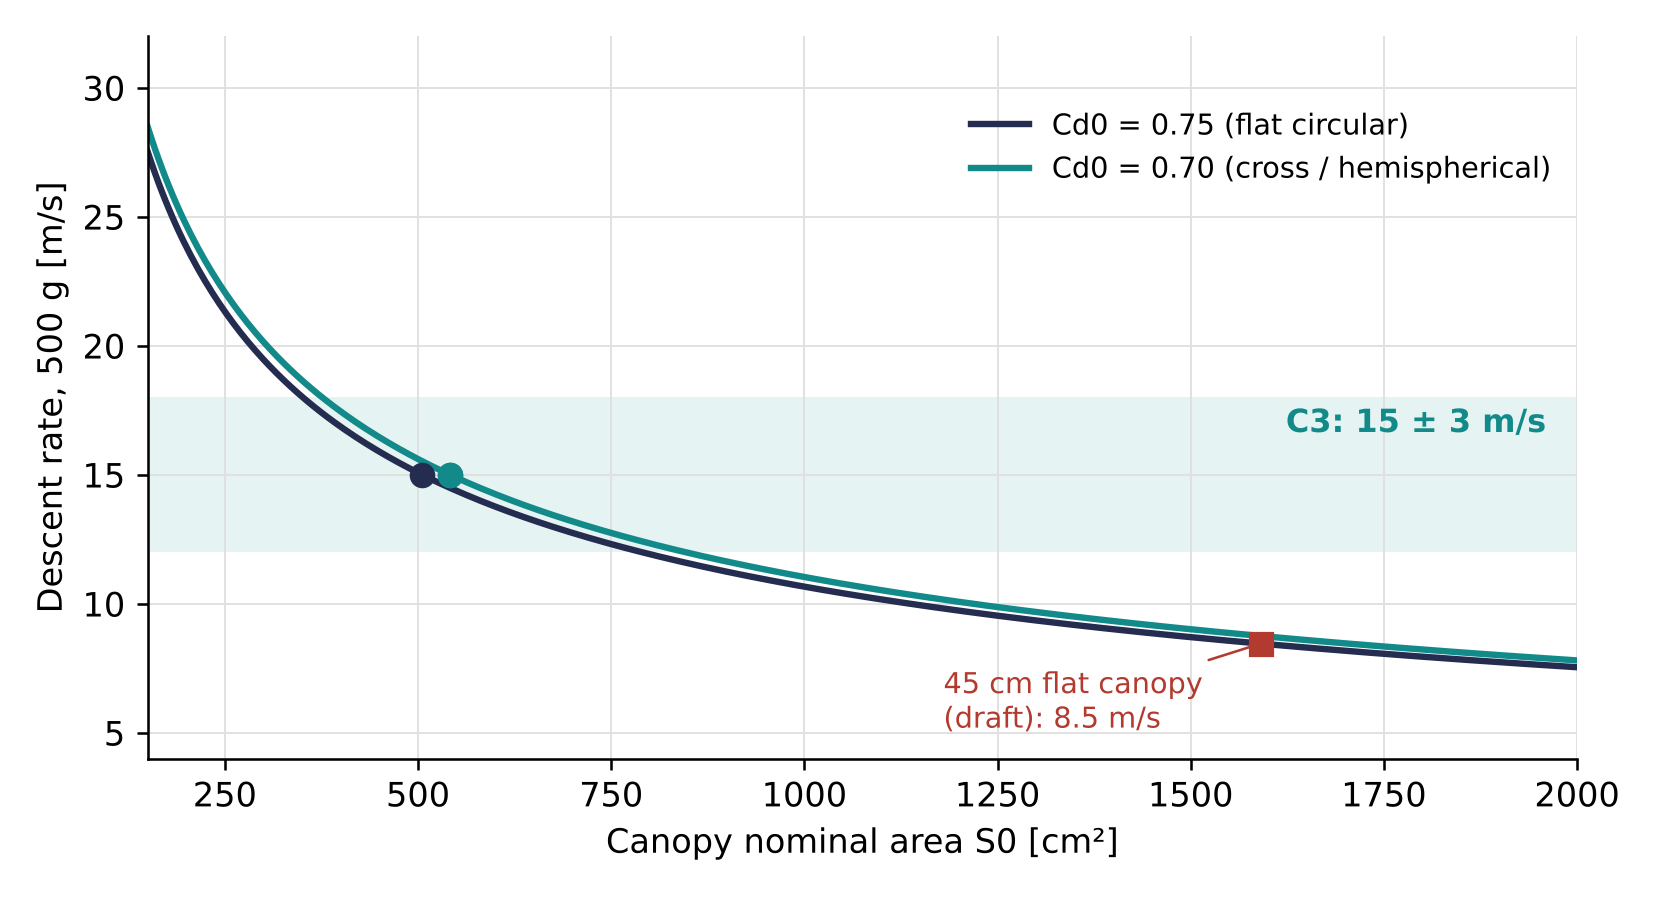 Descent rate, 500 g [m/s]
30
25
20
15
10
5
Cd0 = 0.75 (flat circular)
Cd0 = 0.70 (cross / hemispherical)
C3: 15 ± 3 m/s
45 cm flat canopy
(draft): 8.5 m/s
250 500 750 1000 1250 1500 1750 2000
Canopy nominal area S0 [cm²]